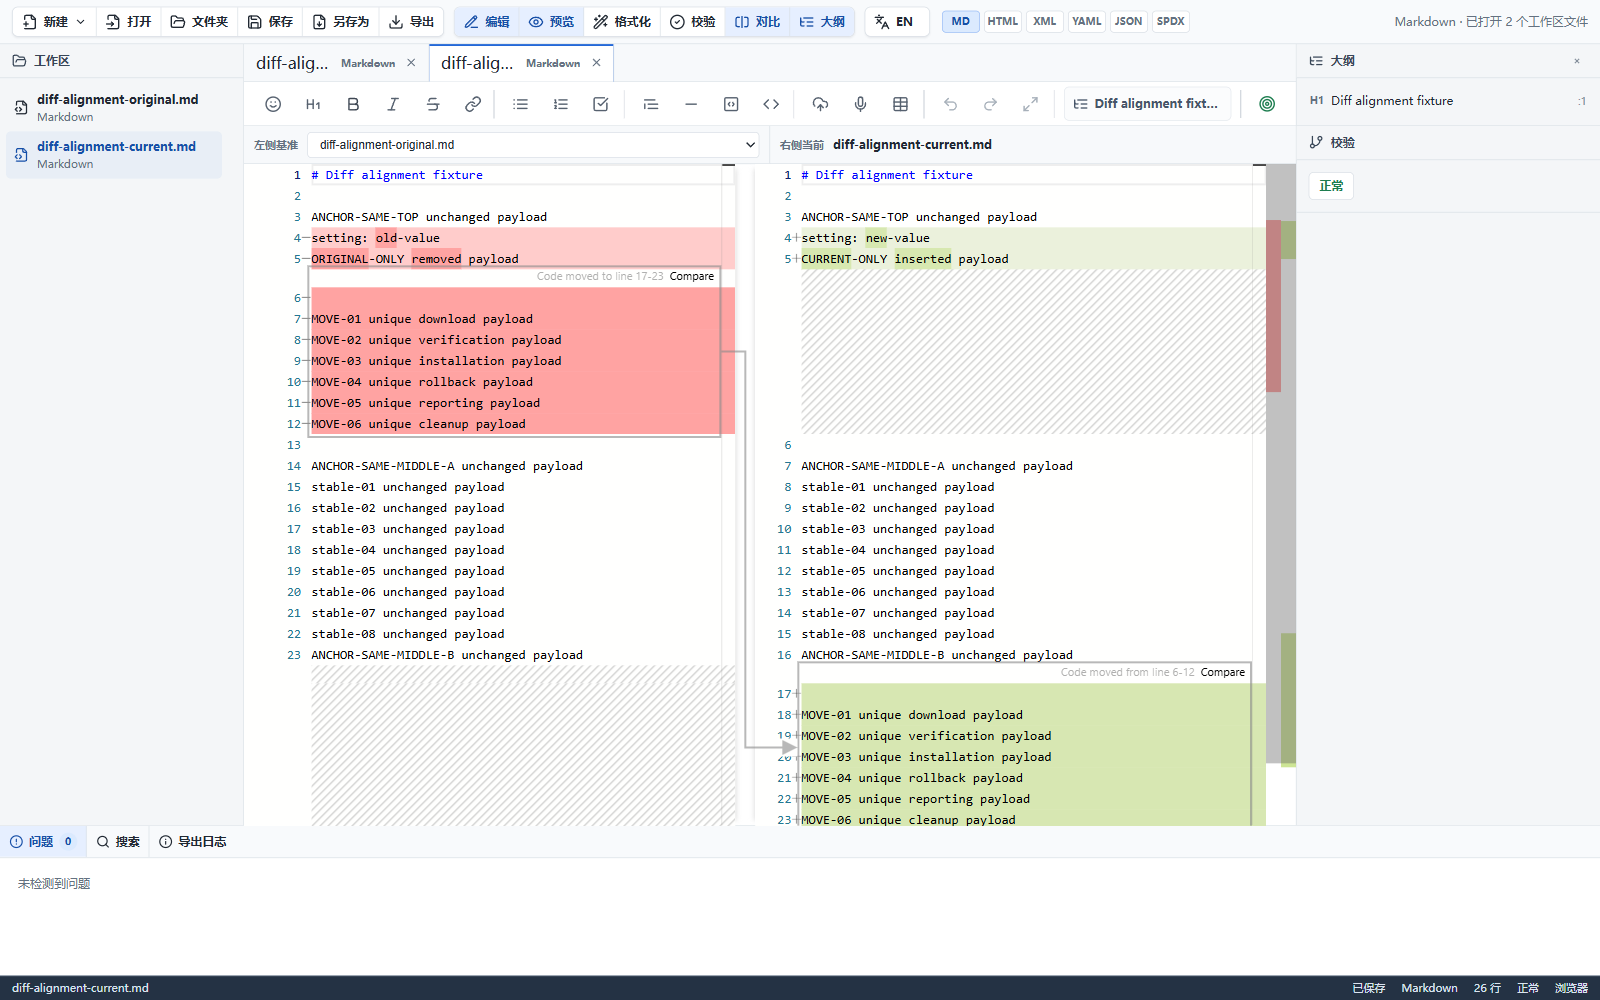 新建 打开 文件夹 保存 另存为 导出 编辑 预览 格式化 校验 对比 大纲 EN MD HTML XML YAML JSON SPDX Markdown · 已打开 2 个工作区文件
工作区
diff-alignment-original.md
Markdown
diff-alignment-current.md
Markdown
diff-alig... Markdown × diff-alig... Markdown ×
H1 B I S Diff alignment fixt...
左侧基准 diff-alignment-original.md 右侧当前 diff-alignment-current.md
1 # Diff alignment fixture
2
3 ANCHOR-SAME-TOP unchanged payload
4 setting: old-value
5 ORIGINAL-ONLY removed payload
Code moved to line 17-23 Compare
6
7 MOVE-01 unique download payload
8 MOVE-02 unique verification payload
9 MOVE-03 unique installation payload
10 MOVE-04 unique rollback payload
11 MOVE-05 unique reporting payload
12 MOVE-06 unique cleanup payload
13
14 ANCHOR-SAME-MIDDLE-A unchanged payload
15 stable-01 unchanged payload
16 stable-02 unchanged payload
17 stable-03 unchanged payload
18 stable-04 unchanged payload
19 stable-05 unchanged payload
20 stable-06 unchanged payload
21 stable-07 unchanged payload
22 stable-08 unchanged payload
23 ANCHOR-SAME-MIDDLE-B unchanged payload
1 # Diff alignment fixture
2
3 ANCHOR-SAME-TOP unchanged payload
4 + setting: new-value
5 + CURRENT-ONLY inserted payload
6
7 ANCHOR-SAME-MIDDLE-A unchanged payload
8 stable-01 unchanged payload
9 stable-02 unchanged payload
10 stable-03 unchanged payload
11 stable-04 unchanged payload
12 stable-05 unchanged payload
13 stable-06 unchanged payload
14 stable-07 unchanged payload
15 stable-08 unchanged payload
16 ANCHOR-SAME-MIDDLE-B unchanged payload
Code moved from line 6-12 Compare
17 +
18 + MOVE-01 unique download payload
19 + MOVE-02 unique verification payload
20 + MOVE-03 unique installation payload
21 + MOVE-04 unique rollback payload
22 + MOVE-05 unique reporting payload
23 + MOVE-06 unique cleanup payload
大纲 ×
H1 Diff alignment fixture :1
校验
正常
问题 0 搜索 导出日志
未检测到问题
diff-alignment-current.md 已保存 Markdown 26 行 正常 浏览器